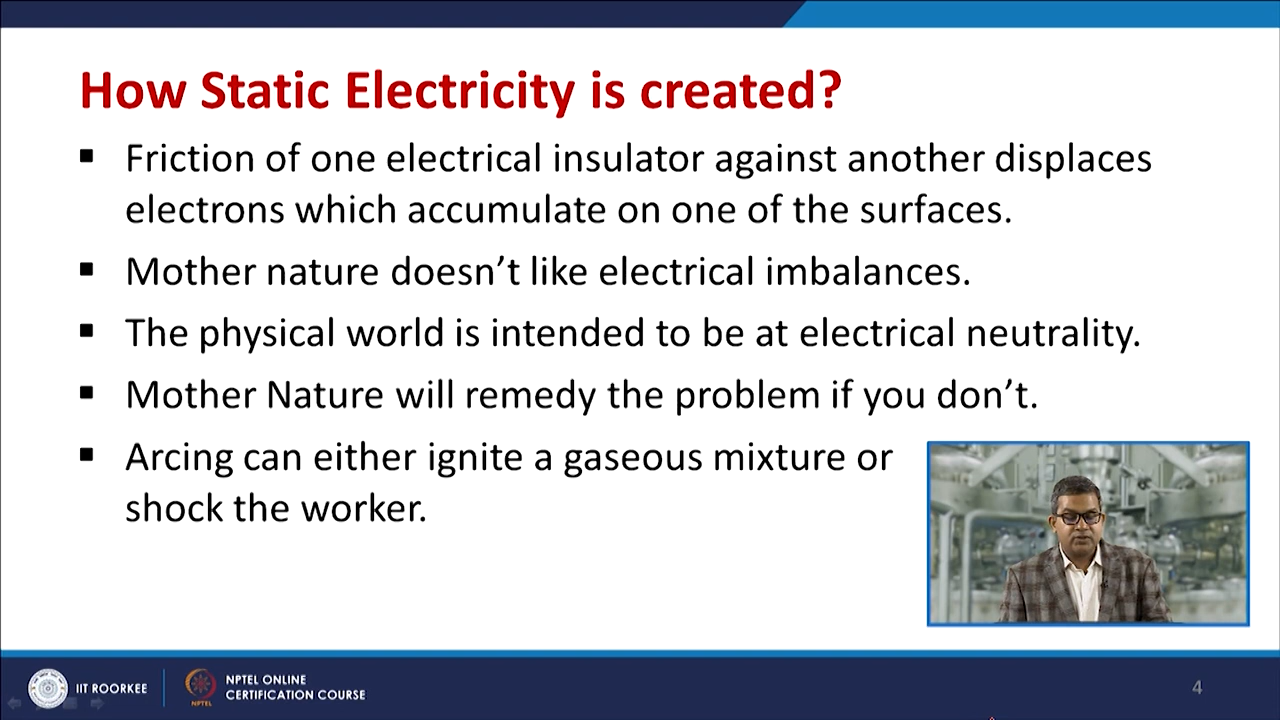 How Static Electricity is created?
▪ Friction of one electrical insulator against another displaces
electrons which accumulate on one of the surfaces.
▪ Mother nature doesn’t like electrical imbalances.
▪ The physical world is intended to be at electrical neutrality.
▪ Mother Nature will remedy the problem if you don’t.
▪ Arcing can either ignite a gaseous mixture or
shock the worker.
IIT ROORKEE
NPTEL
NPTEL ONLINE
CERTIFICATION COURSE
4